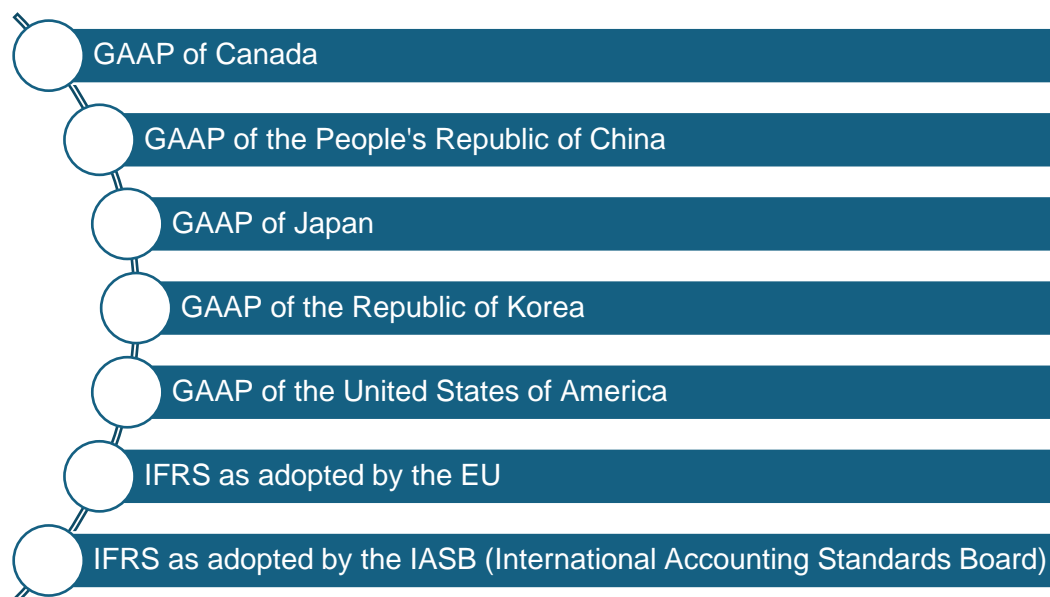 GAAP of Canada
GAAP of the People's Republic of China
GAAP of Japan
GAAP of the Republic of Korea
GAAP of the United States of America
IFRS as adopted by the EU
IFRS as adopted by the IASB (International Accounting Standards Board)